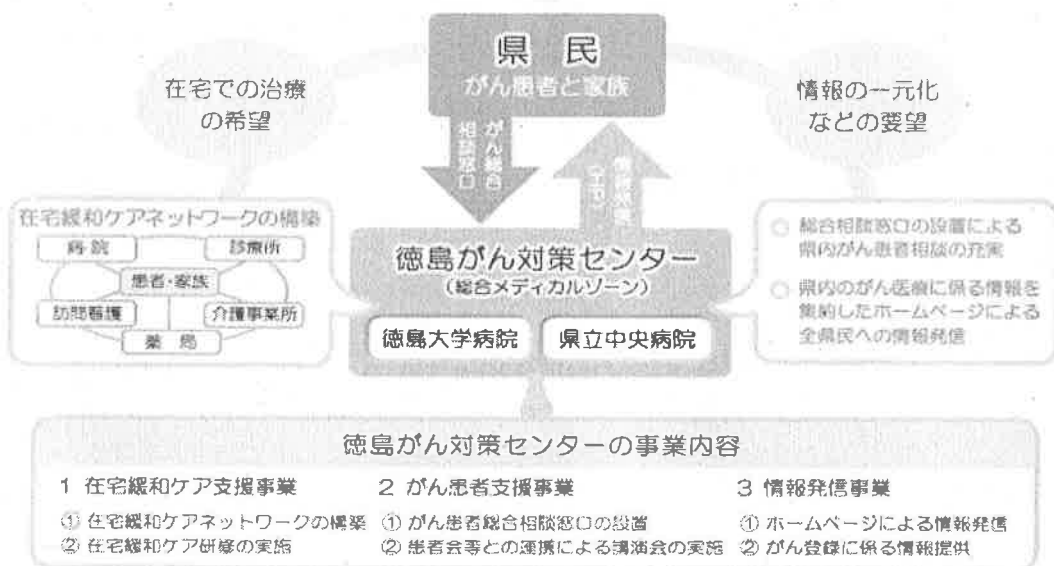 県 民
がん患者と家族
在宅での治療
の希望
情報の一元化
などの要望
がん総合
相談窓口
在宅緩和ケアネットワークの構築
病 院
診療所
患者・家族
訪問看護
介護事業所
薬 局
徳島がん対策センター
(総合メディカルゾーン)
徳島大学病院
県立中央病院
○ 総合相談窓口の設置による
県内がん患者相談の充実
○ 県内のがん医療に係る情報を
集約したホームページによる
全県民への情報発信
徳島がん対策センターの事業内容
1 在宅緩和ケア支援事業
① 在宅緩和ケアネットワークの構築
② 在宅緩和ケア研修の実施
2 がん患者支援事業
① がん患者総合相談窓口の設置
② 患者会等との連携による講演会の実施
3 情報発信事業
① ホームページによる情報発信
② がん登録に係る情報提供